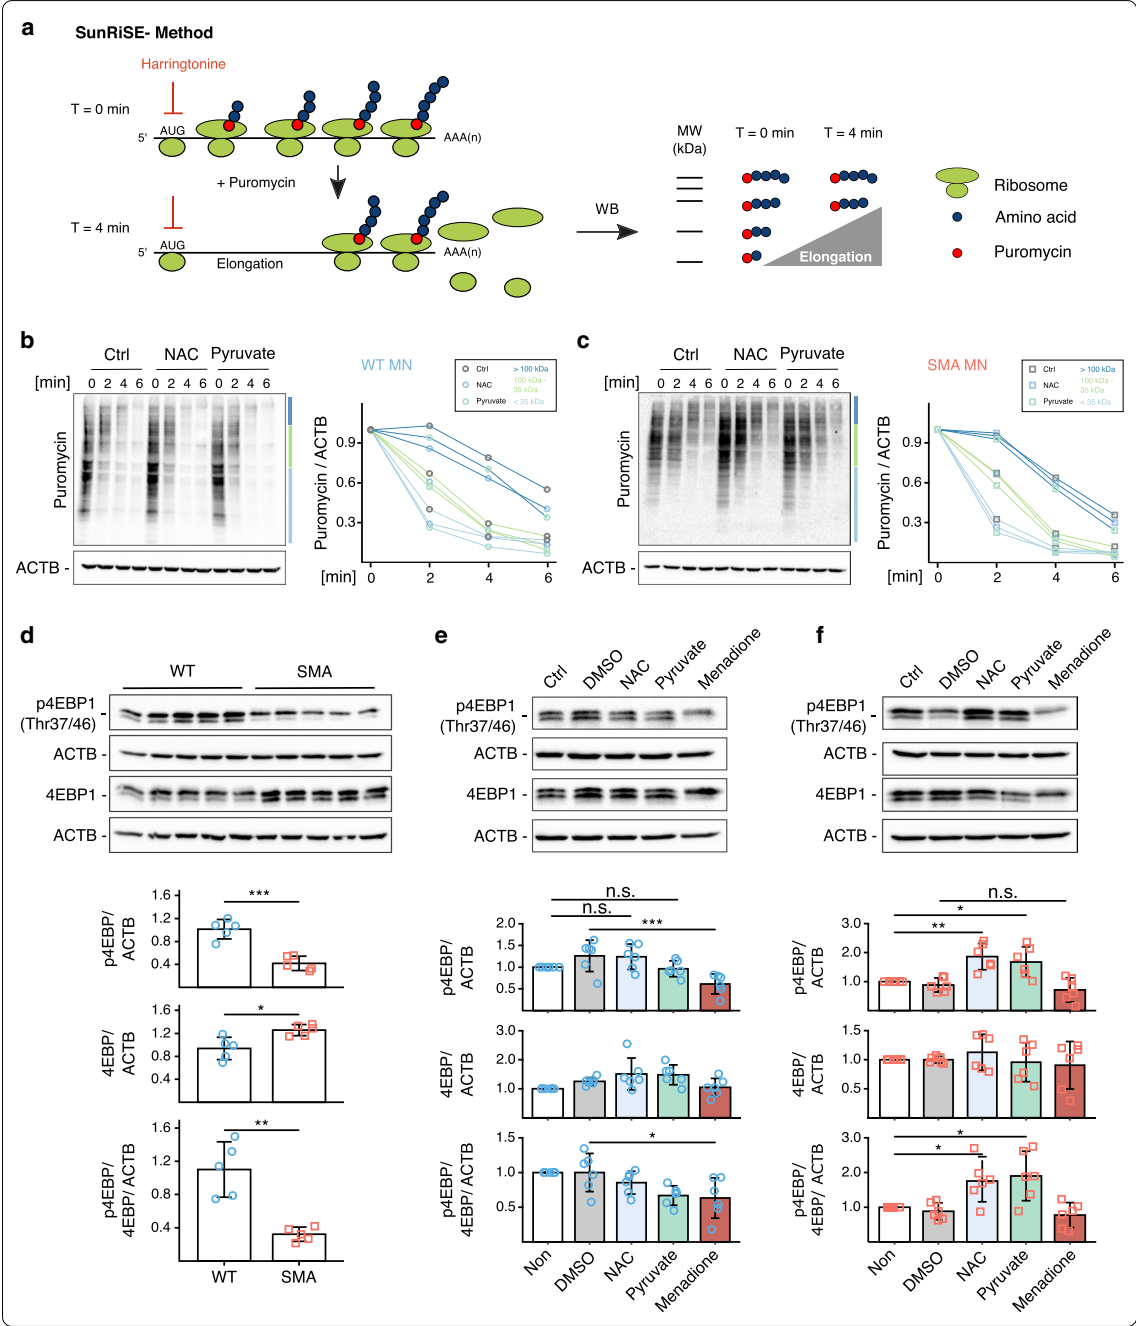 a
SunRiSE- Method
Harringtonine
T = 0 min
AUG
5'
AAA(n)
+ Puromycin
T = 4 min
AUG
5'
AAA(n)
Elongation
WB
MW
(kDa)
T = 0 min
T = 4 min
Elongation
Ribosome
Amino acid
Puromycin
b
Ctrl NAC Pyruvate
[min] 0 2 4 6 0 2 4 6 0 2 4 6
Puromycin
ACTB -
WT MN
Ctrl > 100 kDa
NAC 100 kDa - 35 kDa
Pyruvate < 35 kDa
Puromycin / ACTB
0.9
0.6
0.3
[min] 0 2 4 6
c
Ctrl NAC Pyruvate
[min] 0 2 4 6 0 2 4 6 0 2 4 6
Puromycin
ACTB -
SMA MN
Ctrl > 100 kDa
NAC 100 kDa - 35 kDa
Pyruvate < 35 kDa
Puromycin / ACTB
0.9
0.6
0.3
[min] 0 2 4 6
d
WT SMA
p4EBP1
(Thr37/46) -
ACTB -
4EBP1 -
ACTB -
p4EBP/
ACTB
1.6
1.2
0.8
0.4
***
4EBP/
ACTB
1.6
1.2
0.8
0.4
*
p4EBP/
4EBP/ ACTB
1.6
1.2
0.8
0.4
**
WT SMA
e
Ctrl DMSO NAC Pyruvate Menadione
p4EBP1
(Thr37/46) -
ACTB -
4EBP1 -
ACTB -
p4EBP/
ACTB
2.0
1.5
1.0
0.5
n.s.
n.s.
***
4EBP/
ACTB
3.0
2.0
1.0
p4EBP/
4EBP/ ACTB
1.5
1.0
0.5
*
Non DMSO NAC Pyruvate Menadione
f
Ctrl DMSO NAC Pyruvate Menadione
p4EBP1
(Thr37/46) -
ACTB -
4EBP1 -
ACTB -
p4EBP/
ACTB
3.0
2.0
1.0
n.s.
*
**
4EBP/
ACTB
1.5
1.0
0.5
p4EBP/
4EBP/ ACTB
3.0
2.0
1.0
*
*
Non DMSO NAC Pyruvate Menadione